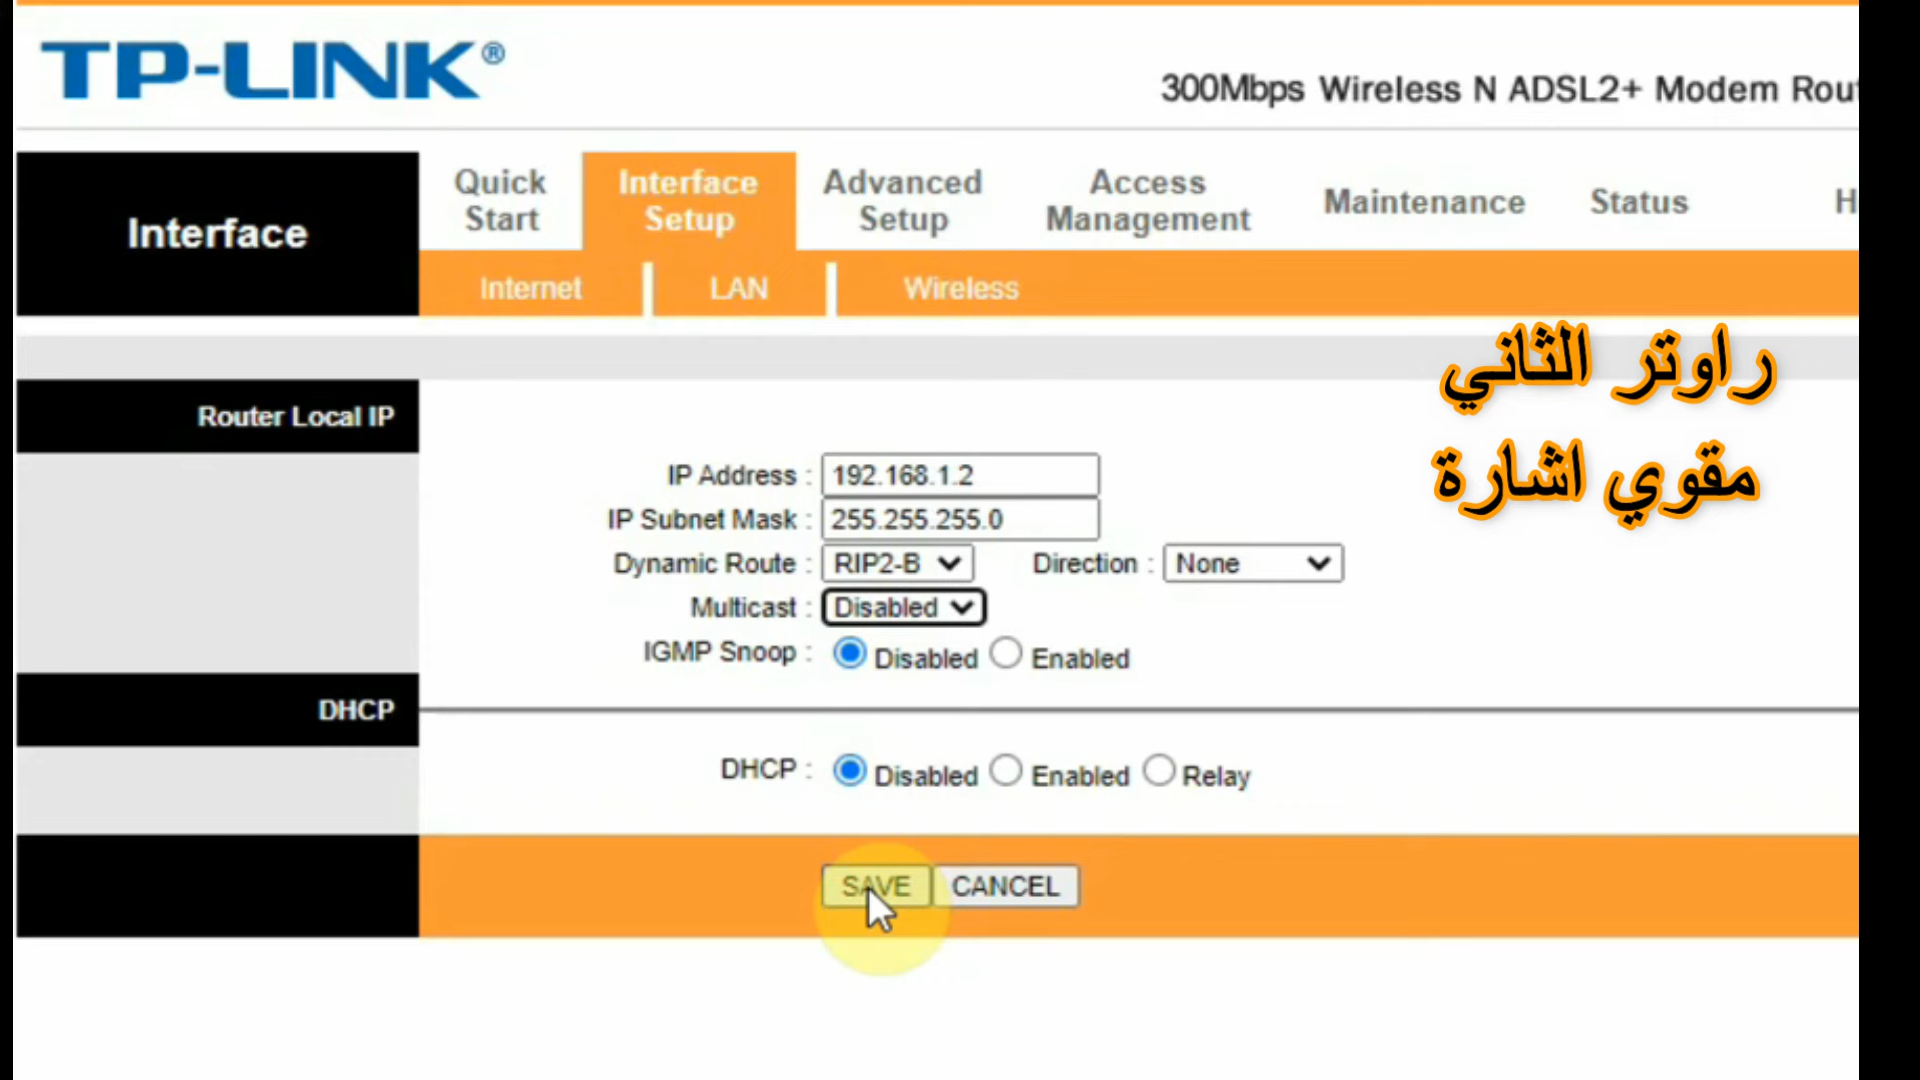 TP-LINK®
300Mbps Wireless N ADSL2+ Modem
Interface
Quick Start
Interface Setup
Advanced Setup
Access Management
Maintenance
Status
Internet
LAN
Wireless
راوتر الثاني
مقوي اشارة
Router Local IP
IP Address : 192.168.1.2
IP Subnet Mask : 255.255.255.0
Dynamic Route : RIP2-B Direction : None
Multicast : Disabled
IGMP Snoop : Disabled Enabled
DHCP
DHCP : Disabled Enabled Relay
SAVE CANCEL